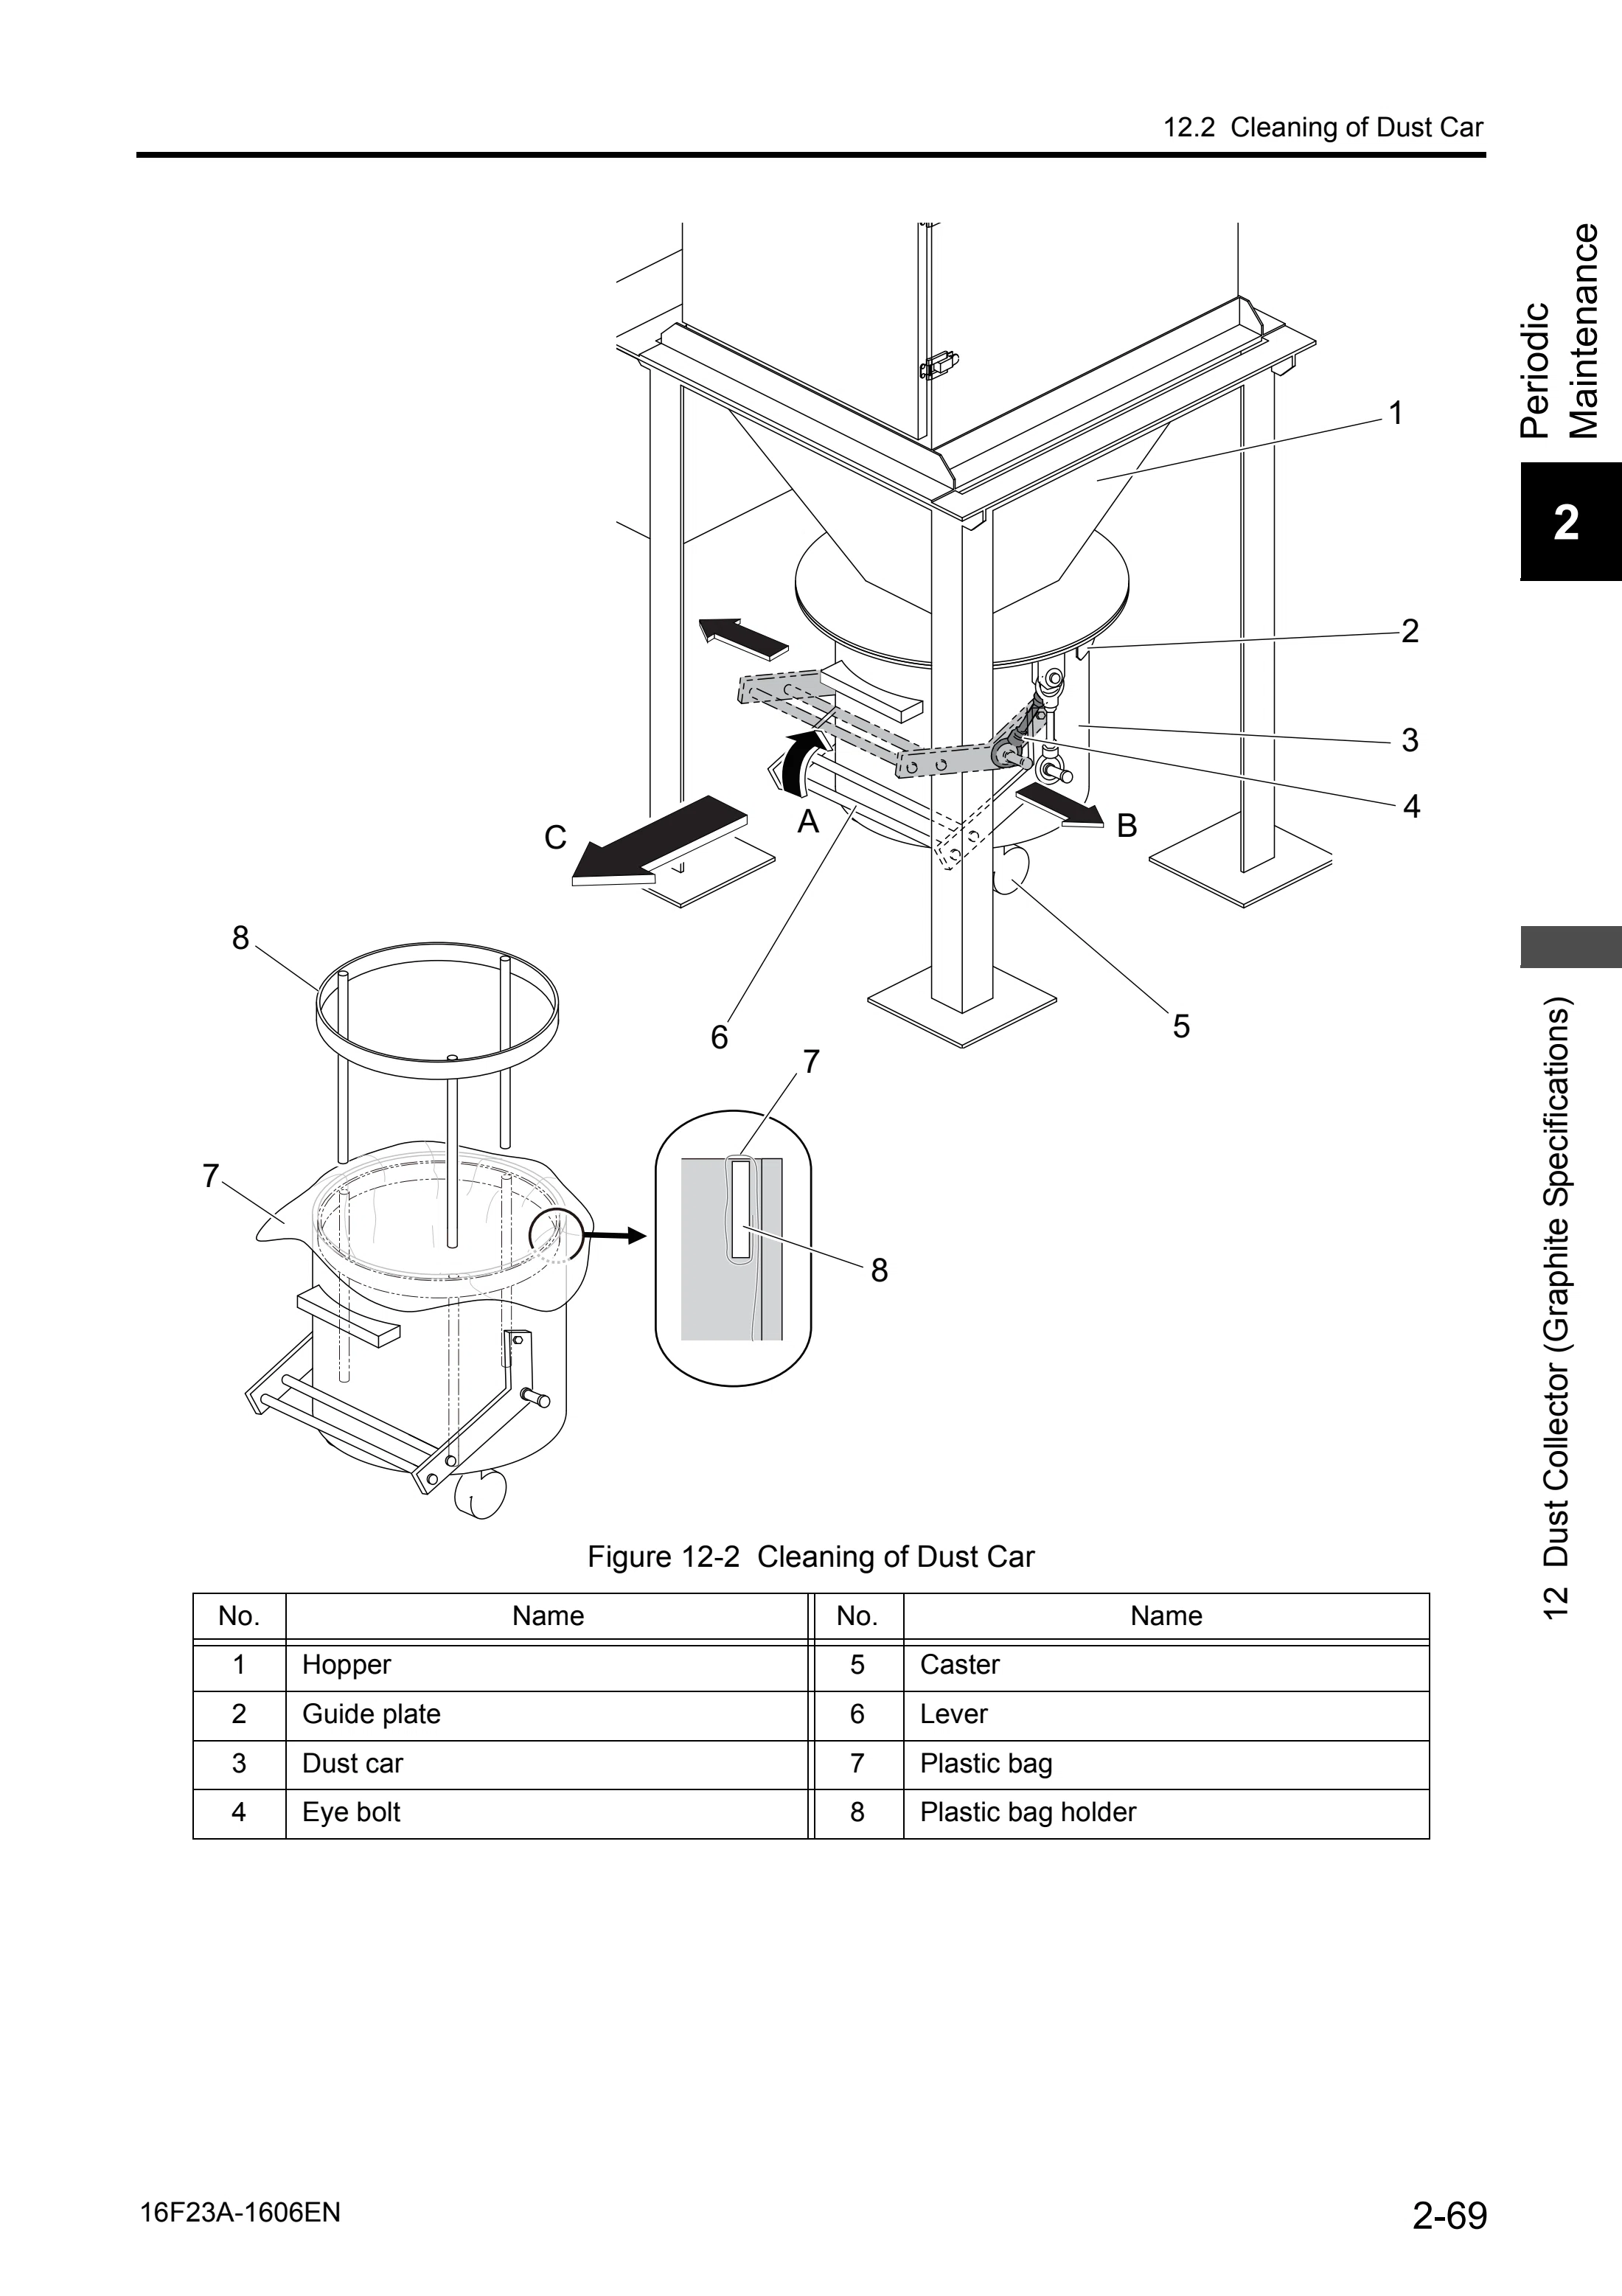 12.2 Cleaning of Dust Car
Periodic
Maintenance
2
1
2
3
4
A
B
C
8
6
5
7
7
8
Figure 12-2 Cleaning of Dust Car
No. Name No. Name
1 Hopper 5 Caster
2 Guide plate 6 Lever
3 Dust car 7 Plastic bag
4 Eye bolt 8 Plastic bag holder
12 Dust Collector (Graphite Specifications)
16F23A-1606EN
2-69